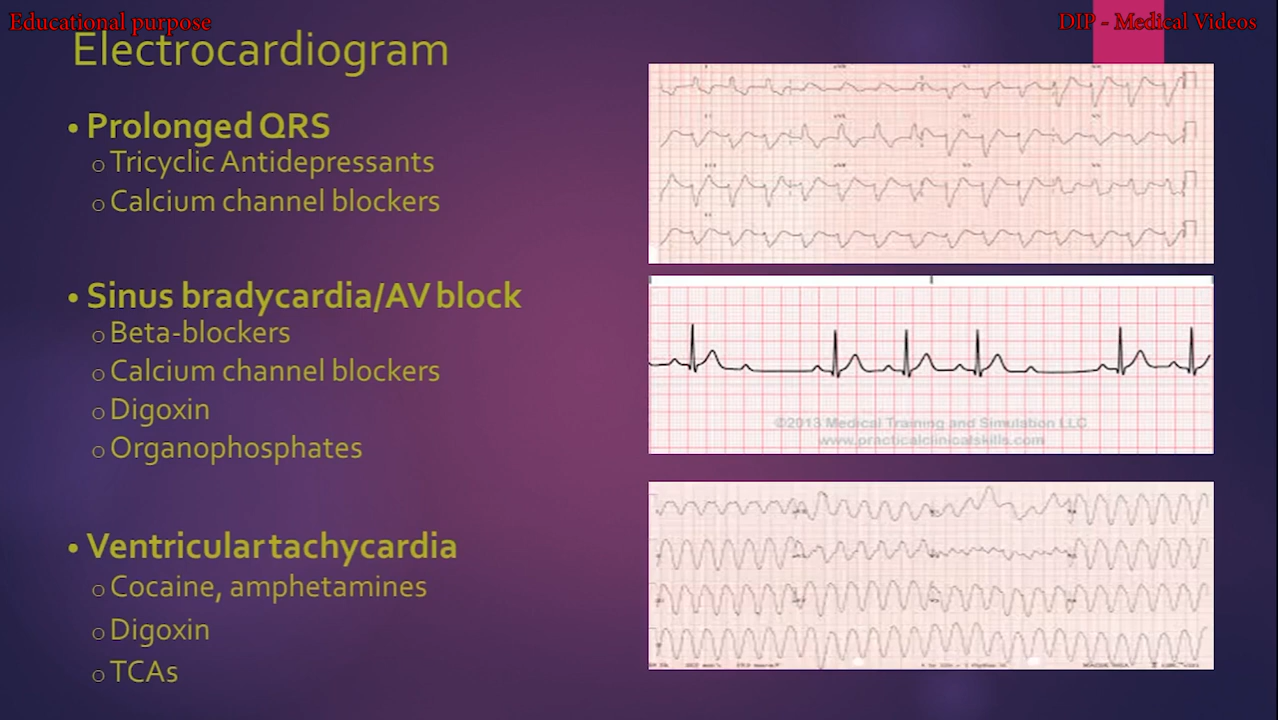 Educational purpose
DIP - Medical Videos
Electrocardiogram
• Prolonged QRS
o Tricyclic Antidepressants
o Calcium channel blockers
• Sinus bradycardia/AV block
o Beta-blockers
o Calcium channel blockers
o Digoxin
o Organophosphates
• Ventricular tachycardia
o Cocaine, amphetamines
o Digoxin
o TCAs
©2013 Medical Training and Simulation LLC
www.practicalclinicalskills.com